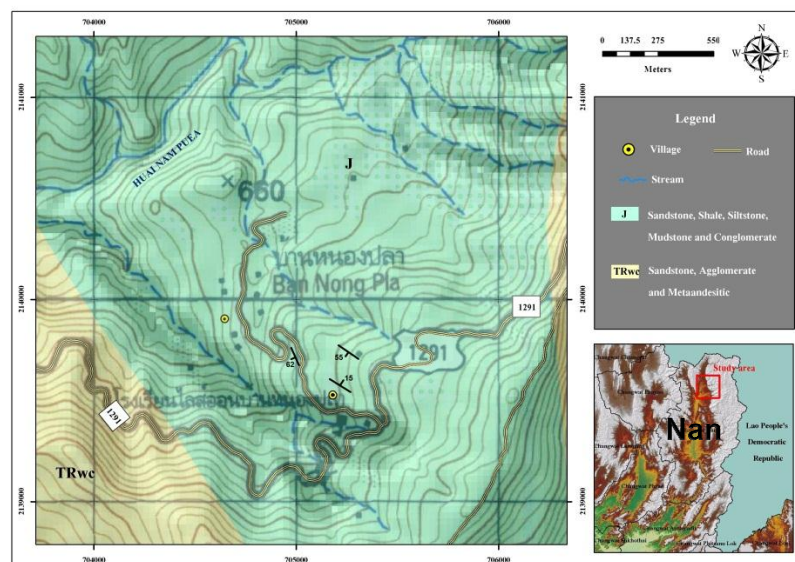 704000
705000
706000
2141000
2141000
HUAI NAM PUEA
J
660
บ้านหนองปลา
Ban Nong Pla
2140000
2140000
1291
1291
55
62
15
1291
TRwc
2139000
2139000
704000
705000
706000
0 137.5 275 550
Meters
N
W E
S
Legend
Village
Road
Stream
J
Sandstone, Shale, Siltstone,
Mudstone and Conglomerate
TRwc
Sandstone, Agglomerate
and Metaandesitic
Study area
Nan
Lao People's
Democratic
Republic